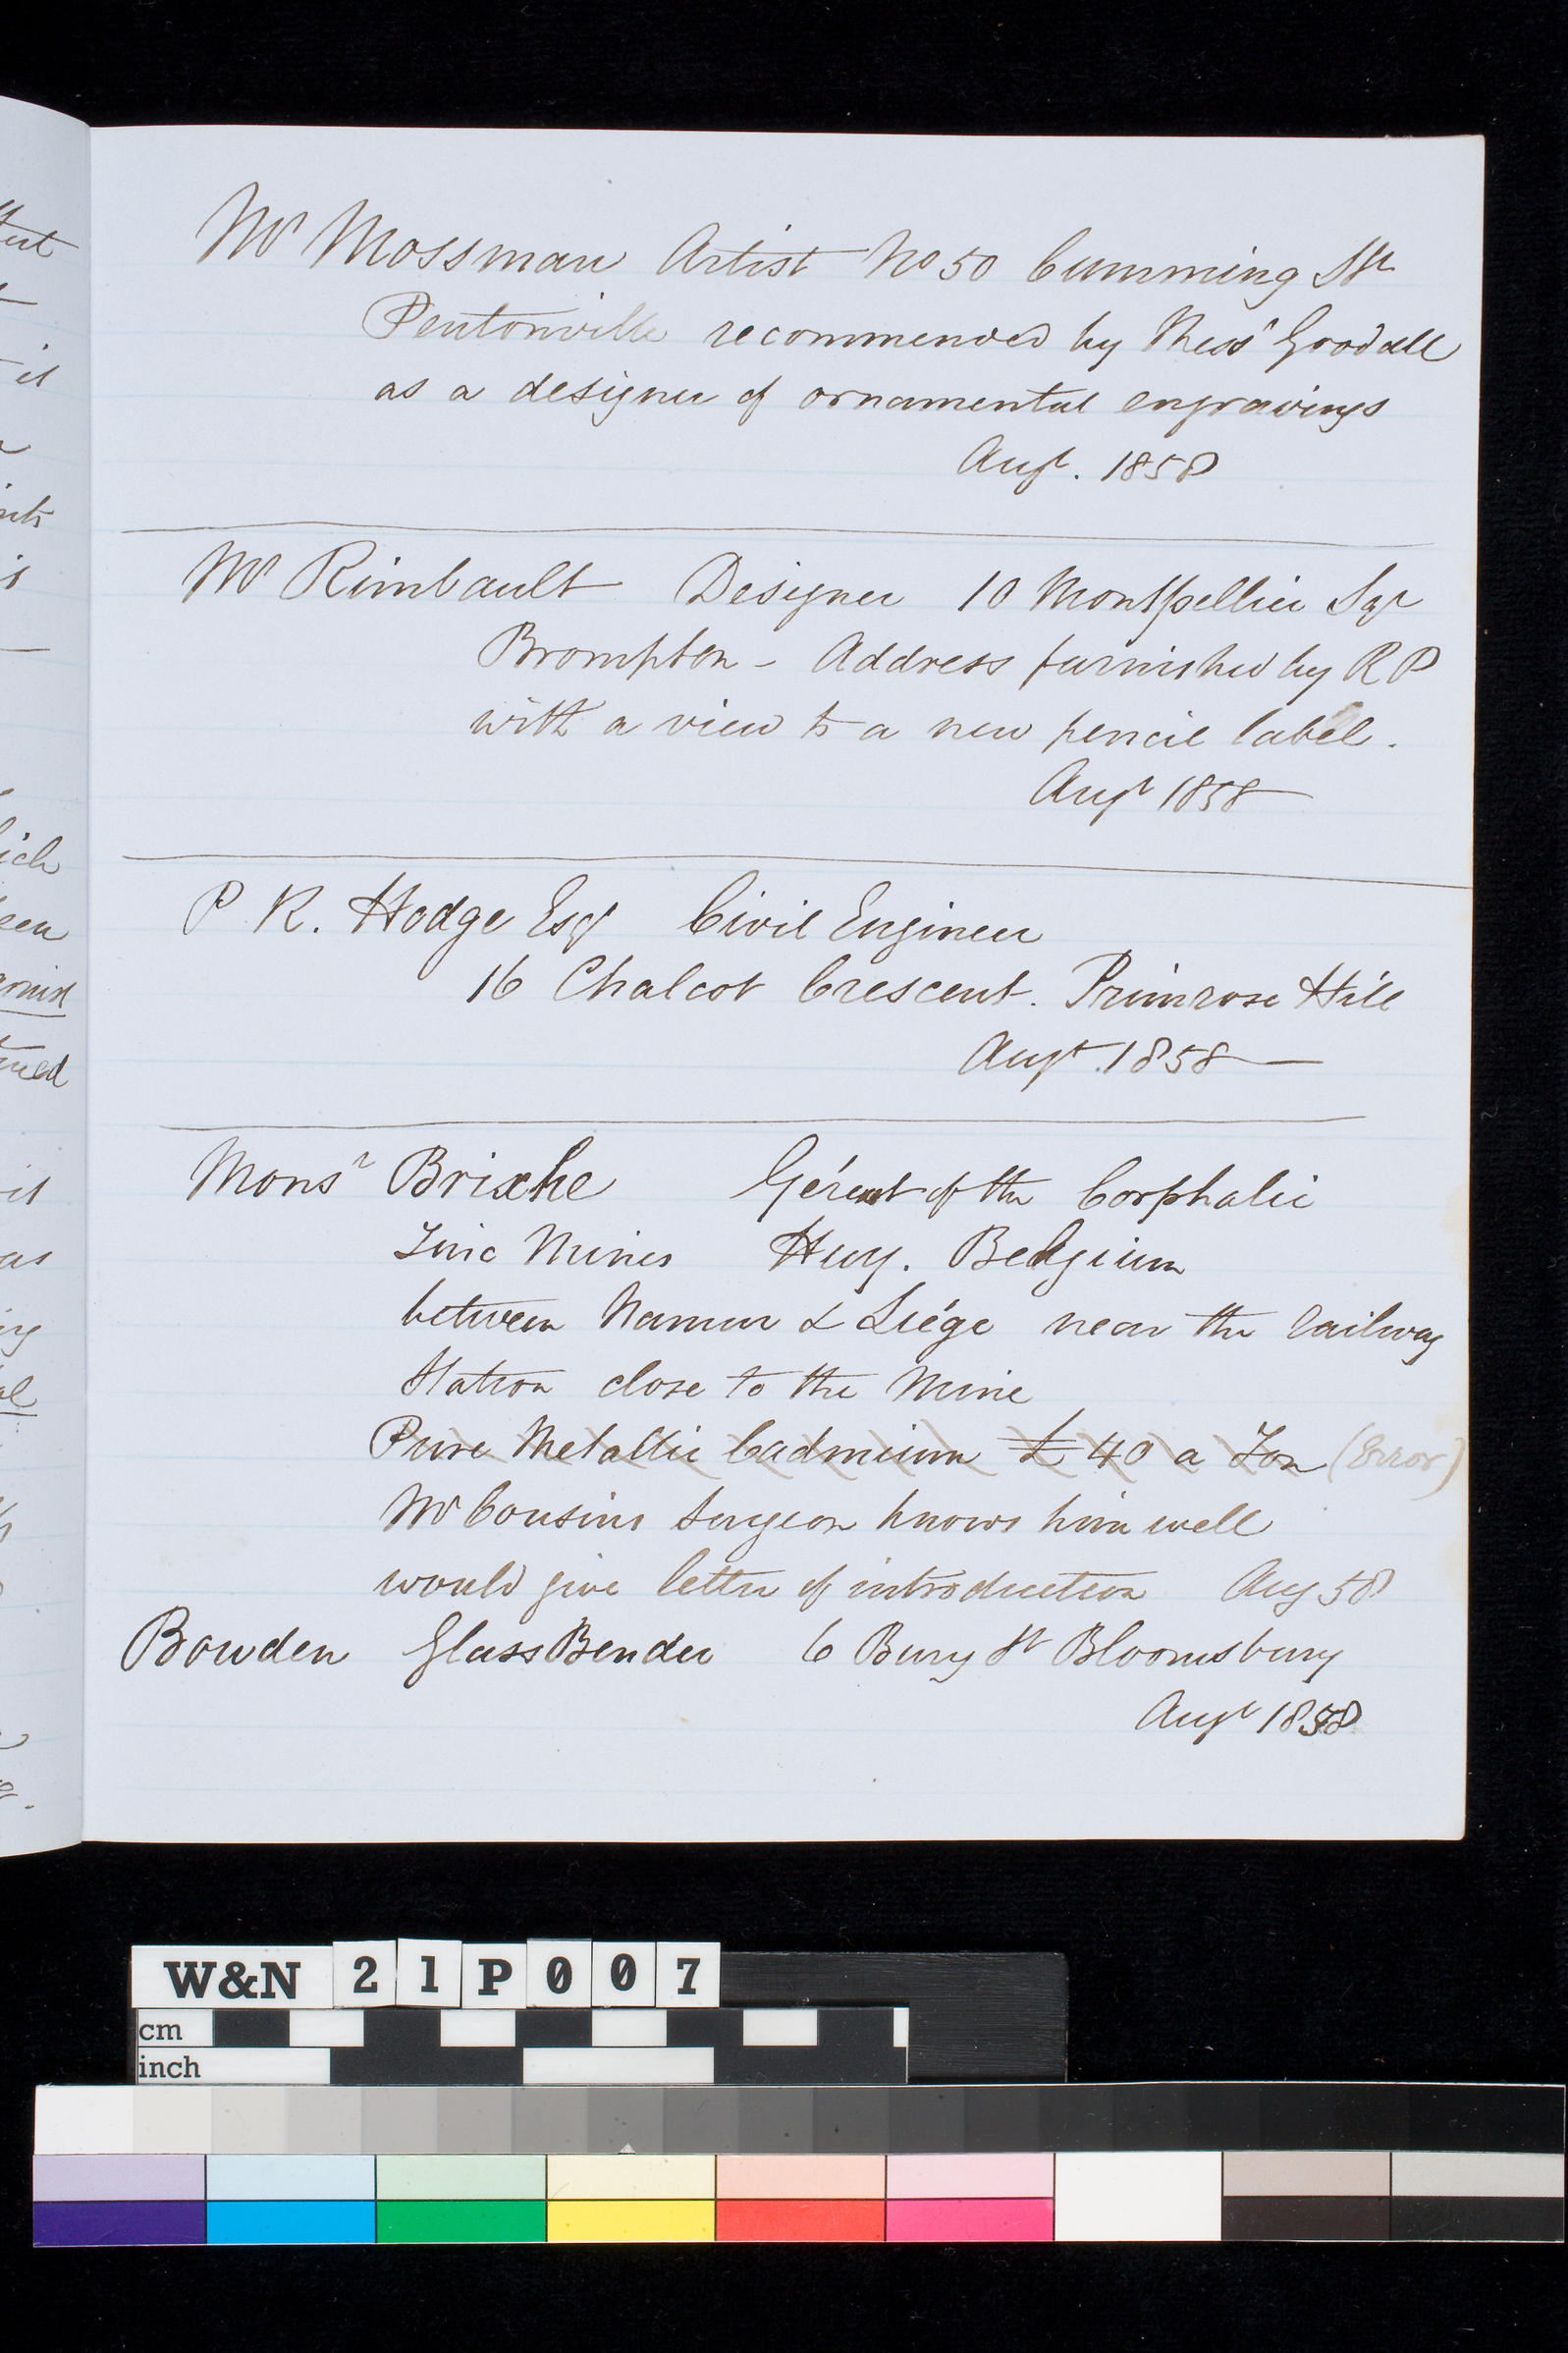 Mr Mossman Artist No 50 Cumming St
Pentonville recommended by Messrs Goodall
as a designer of ornamental engravings
Augt. 1858
Mr Rimbault Designer 10 Montpellier Sqr
Brompton - Address furnished by R P
with a view to a new pencil label.
Augt 1858
P R. Hodge Esqr Civil Engineer
16 Chalcot Crescent. Primrose Hill
Augt. 1858
Monsr Brixhe Gérant of the Corphalie
Zinc Mines Huy. Belgium
between Namur & Liége near the railway
Station close to the Mine
Pure Metallic Cadmium £40 a Ton (Error)
Mr Cousins Surgeon knows him well
would give letter of introduction Aug 58
Bowden Glass Bender 6 Bury St Bloomsbury
Augt 1858
W&N 21P007
cm
inch